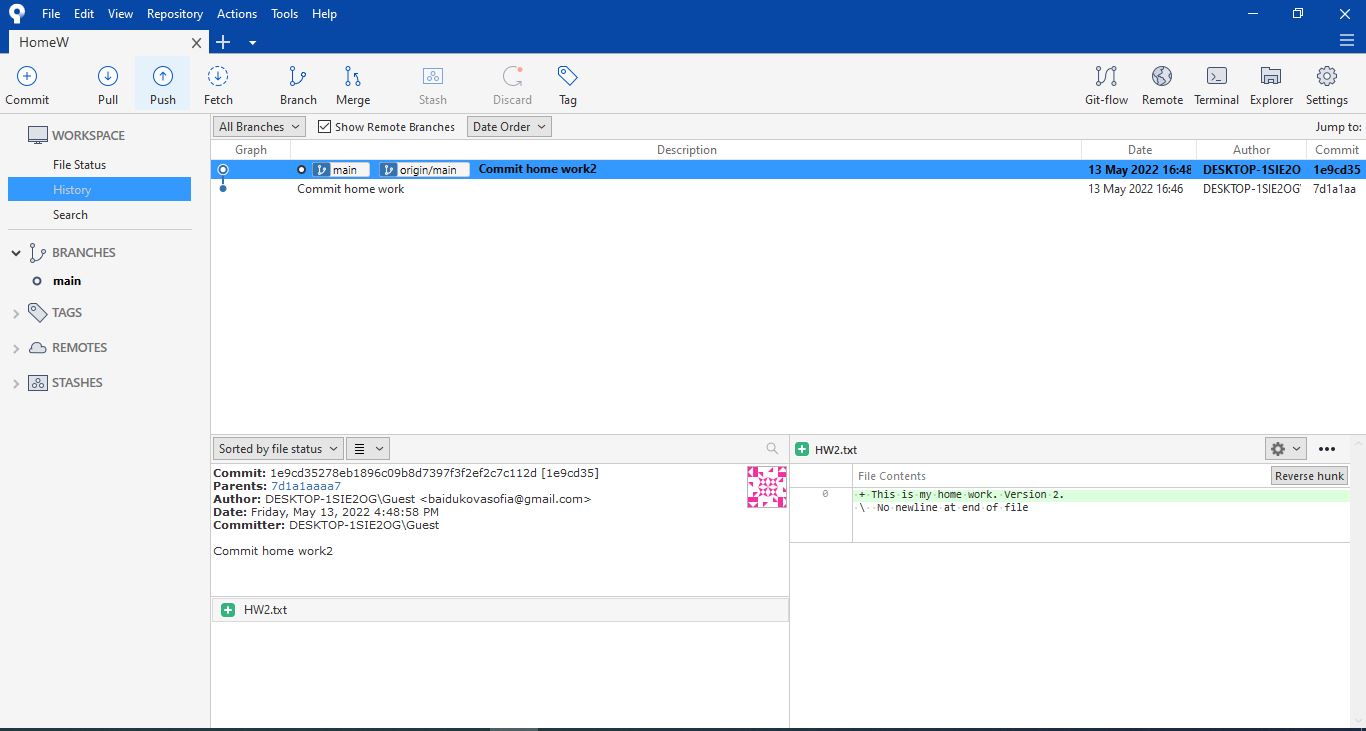 File Edit View Repository Actions Tools Help
HomeW
Commit Pull Push Fetch Branch Merge Stash Discard Tag Git-flow Remote Terminal Explorer Settings
WORKSPACE
File Status
History
Search
BRANCHES
main
TAGS
REMOTES
STASHES
All Branches Show Remote Branches Date Order Jump to:
Graph Description Date Author Commit
main origin/main Commit home work2 13 May 2022 16:48 DESKTOP-1SIE2O 1e9cd35
Commit home work 13 May 2022 16:46 DESKTOP-1SIE2OG 7d1a1aa
Sorted by file status
Commit: 1e9cd35278eb1896c09b8d7397f3f2ef2c7c112d [1e9cd35]
Parents: 7d1a1aaaa7
Author: DESKTOP-1SIE2OG\Guest <baidukovasofia@gmail.com>
Date: Friday, May 13, 2022 4:48:58 PM
Committer: DESKTOP-1SIE2OG\Guest
Commit home work2
HW2.txt
HW2.txt
File Contents Reverse hunk
0 + This is my home work. Version 2.
\ No newline at end of file